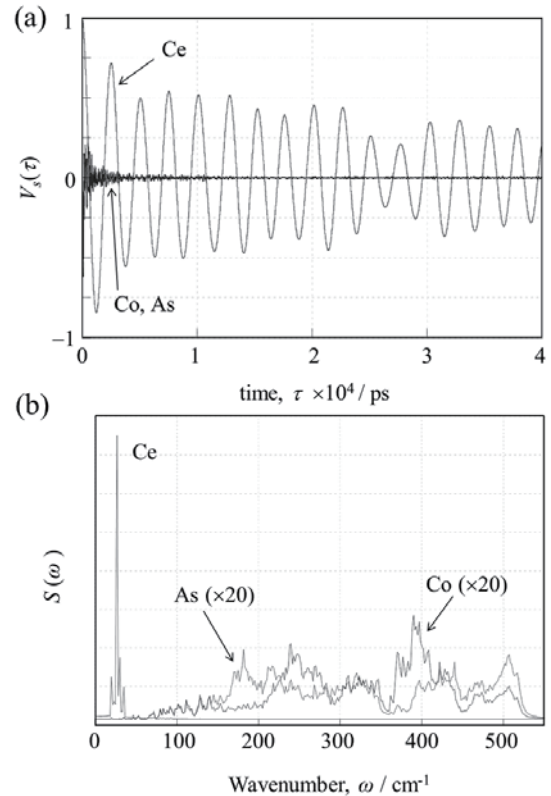 (a)
1
Ce
V_s(τ)
0
Co, As
−1
0 1 2 3 4
time, τ ×10⁴ / ps
(b)
Ce
S(ω)
As (×20)
Co (×20)
0 100 200 300 400 500
Wavenumber, ω / cm⁻¹